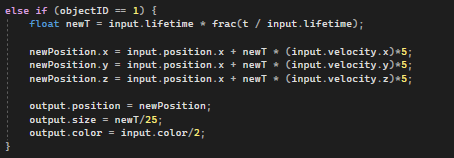 else if (objectID == 1) {
float newT = input.lifetime * frac(t / input.lifetime);
newPosition.x = input.position.x + newT * (input.velocity.x)*5;
newPosition.y = input.position.x + newT * (input.velocity.y)*5;
newPosition.z = input.position.x + newT * (input.velocity.z)*5;
output.position = newPosition;
output.size = newT/25;
output.color = input.color/2;
}